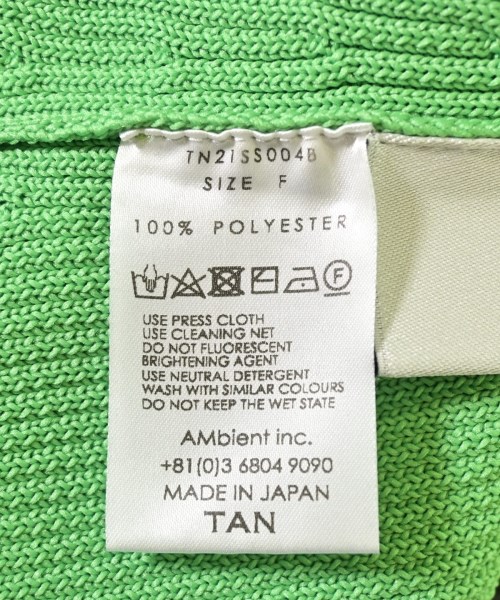 TN21SS004B
SIZE F
100% POLYESTER
F
USE PRESS CLOTH
USE CLEANING NET
DO NOT FLUORESCENT
BRIGHTENING AGENT
USE NEUTRAL DETERGENT
WASH WITH SIMILAR COLOURS
DO NOT KEEP THE WET STATE
AMbient inc.
+81(0)3 6804 9090
MADE IN JAPAN
TAN